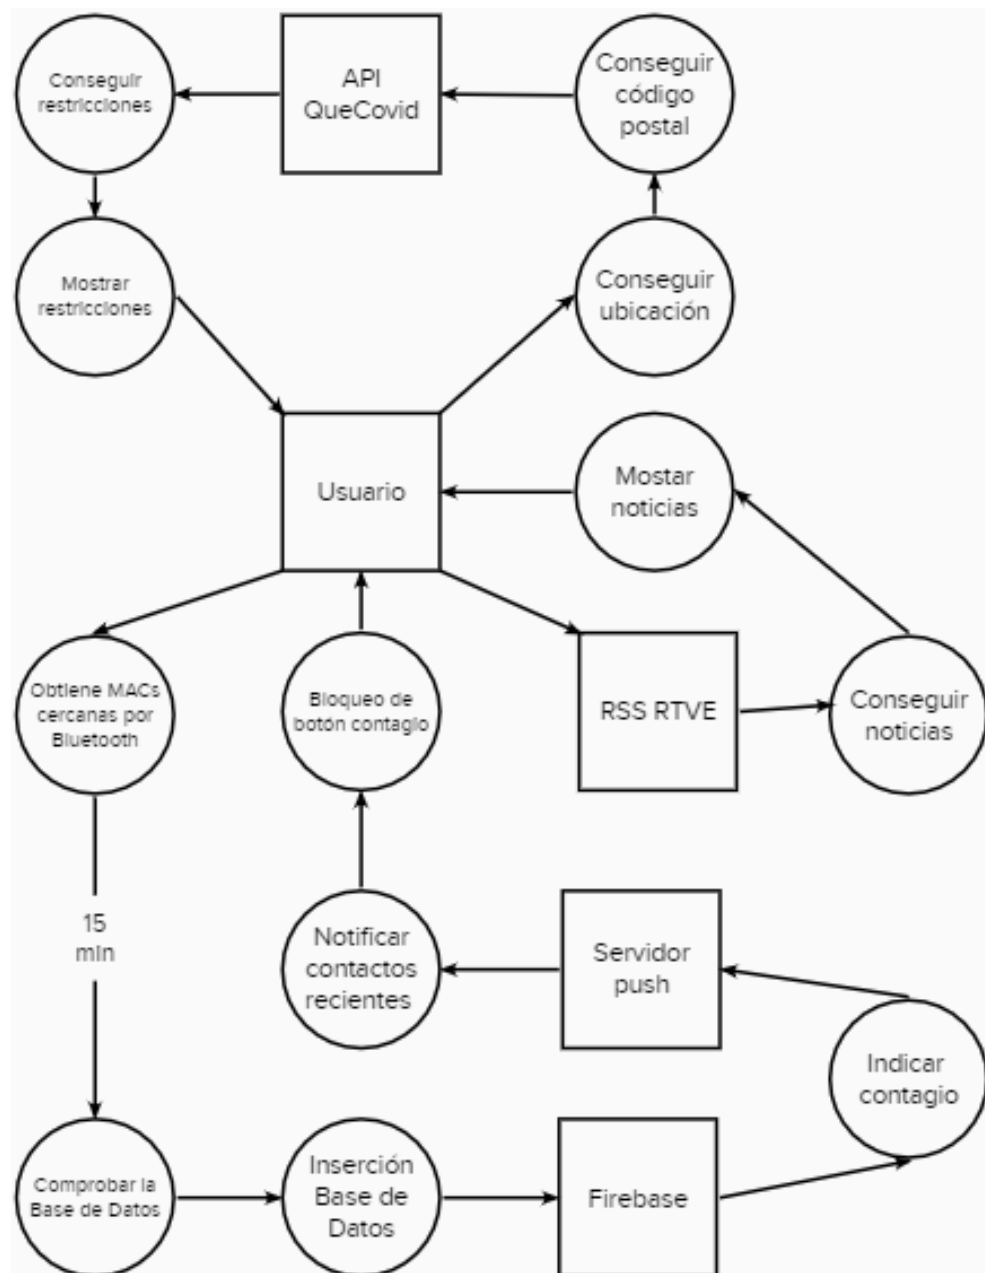 Conseguir
restricciones
API
QueCovid
Conseguir
código
postal
Mostrar
restricciones
Conseguir
ubicación
Usuario
Mostar
noticias
Obtiene MACs
cercanas por
Bluetooth
Bloqueo de
botón contagio
RSS RTVE
Conseguir
noticias
15
min
Notificar
contactos
recientes
Servidor
push
Indicar
contagio
Comprobar la
Base de Datos
Inserción
Base de
Datos
Firebase